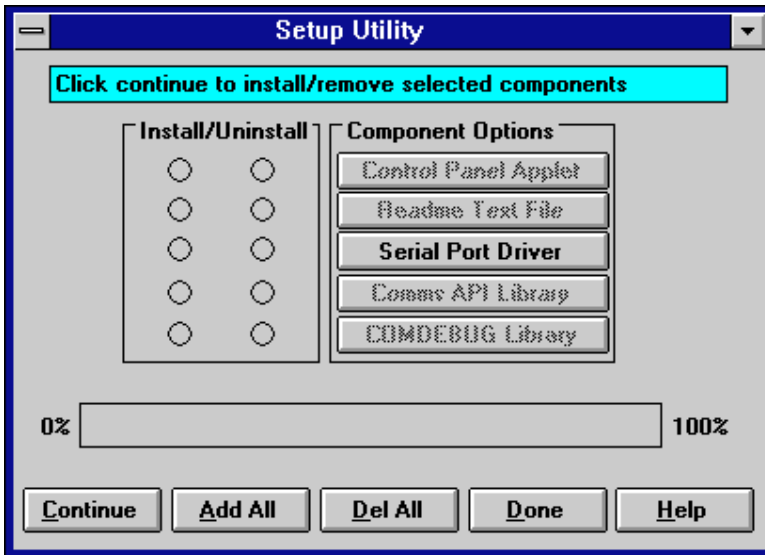 Setup Utility
Click continue to install/remove selected components
Install/Uninstall Component Options
Control Panel Applet
Readme Text File
Serial Port Driver
Comms API Library
COMDEBUG Library
0% 100%
Continue Add All Del All Done Help